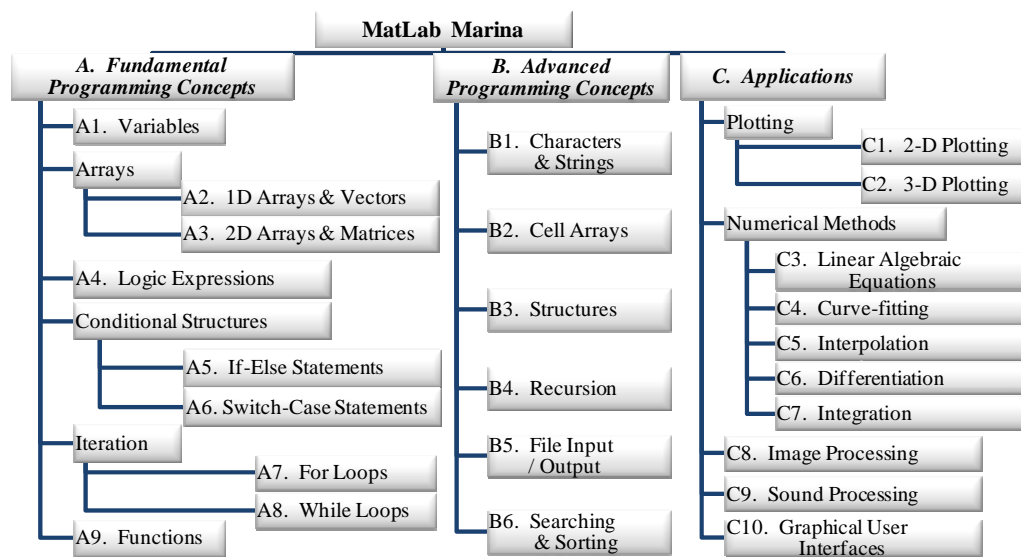 MatLab Marina
A. Fundamental
Programming Concepts
A1. Variables
Arrays
A2. 1D Arrays & Vectors
A3. 2D Arrays & Matrices
A4. Logic Expressions
Conditional Structures
A5. If-Else Statements
A6. Switch-Case Statements
Iteration
A7. For Loops
A8. While Loops
A9. Functions
B. Advanced
Programming Concepts
B1. Characters
& Strings
B2. Cell Arrays
B3. Structures
B4. Recursion
B5. File Input
/ Output
B6. Searching
& Sorting
C. Applications
Plotting
C1. 2-D Plotting
C2. 3-D Plotting
Numerical Methods
C3. Linear Algebraic
Equations
C4. Curve-fitting
C5. Interpolation
C6. Differentiation
C7. Integration
C8. Image Processing
C9. Sound Processing
C10. Graphical User
Interfaces